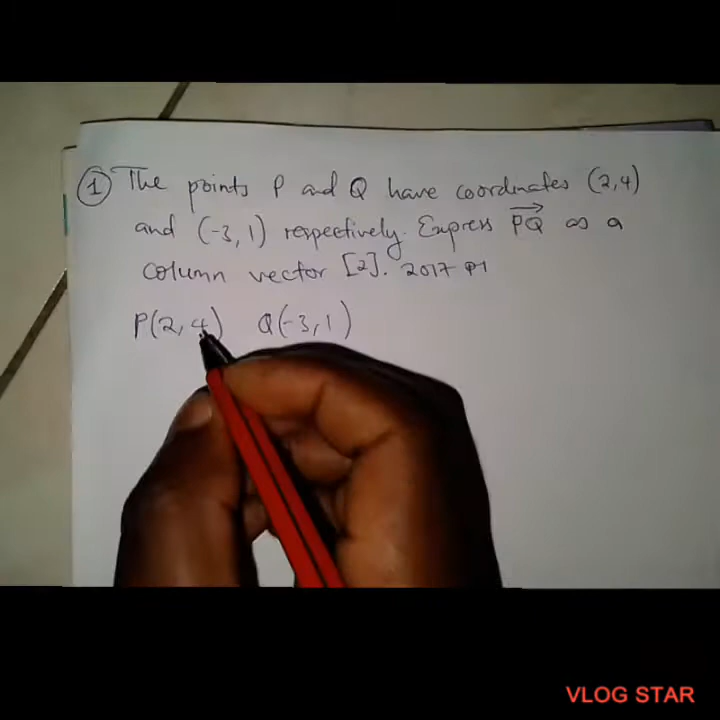 ① The points P and Q have coordinates (2,4)
and (-3,1) respectively. Express PQ as a
column vector [2]. 2017 P1
P(2,4) Q(-3,1)
VLOG STAR